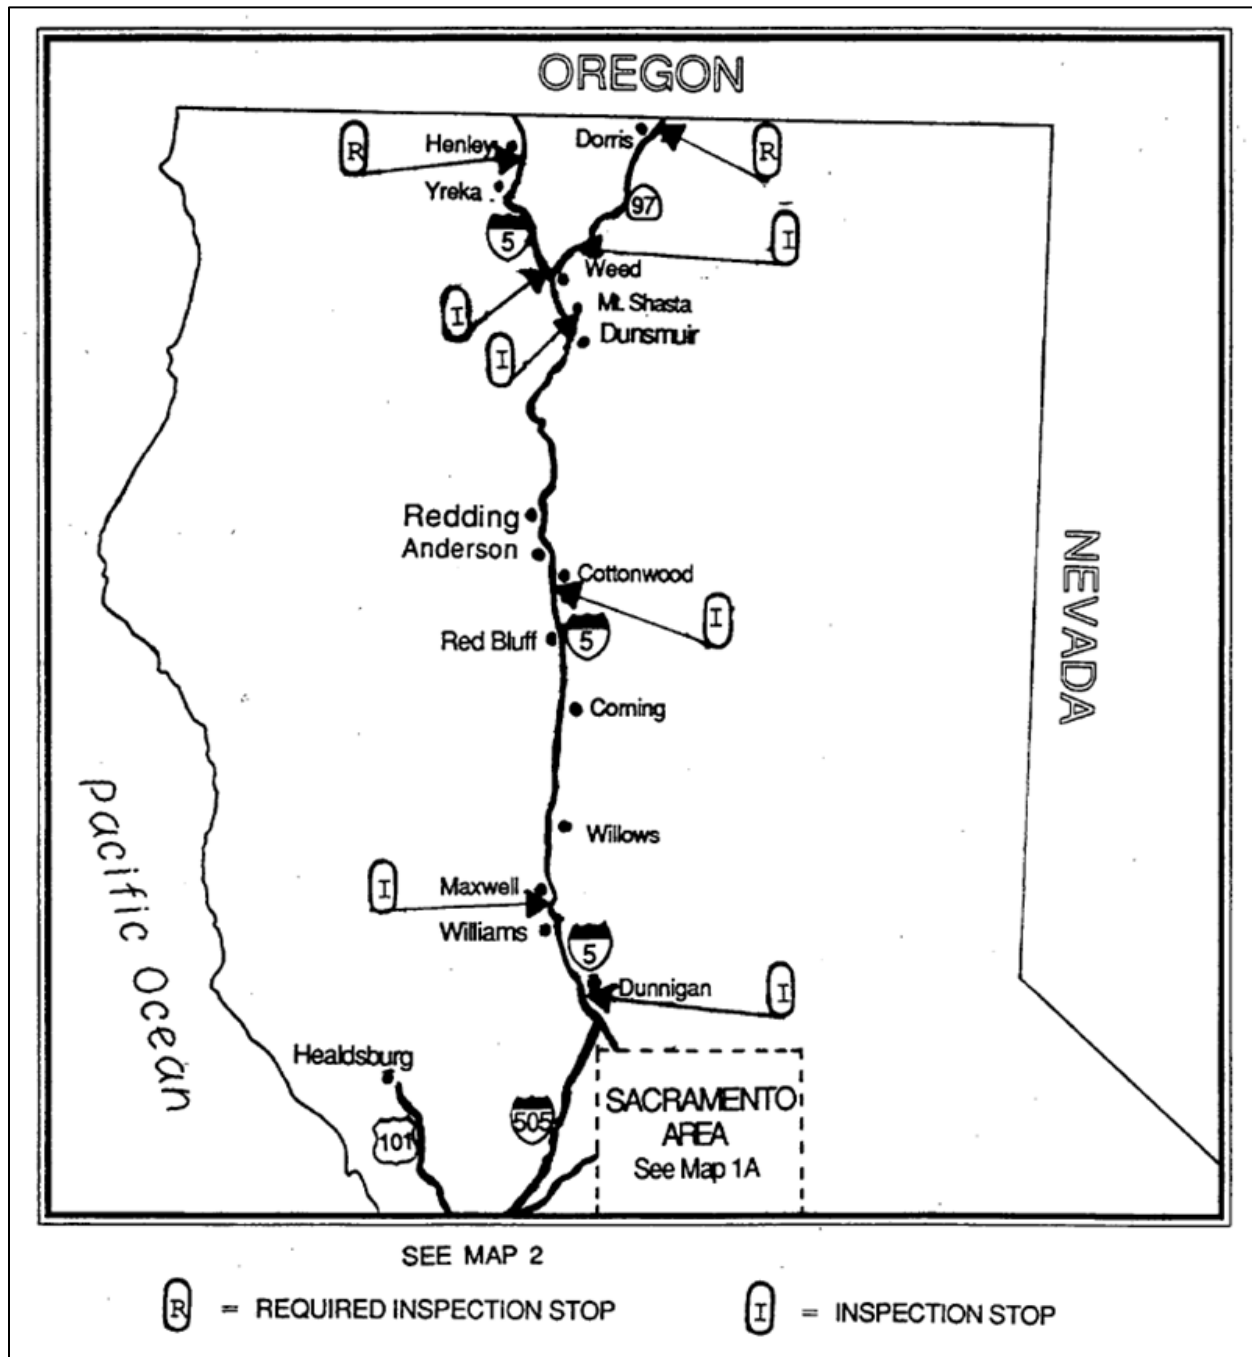 OREGON
R
Henley
Dorris
R
Yreka
97
I
5
Weed
I
Mt. Shasta
I
Dunsmuir
Redding
Anderson
Cottonwood
I
Red Bluff
5
Corning
NEVADA
Willows
pacific Ocean
I
Maxwell
Williams
5
Dunnigan
I
Healdsburg
101
505
SACRAMENTO
AREA
See Map 1A
SEE MAP 2
R = REQUIRED INSPECTION STOP
I = INSPECTION STOP